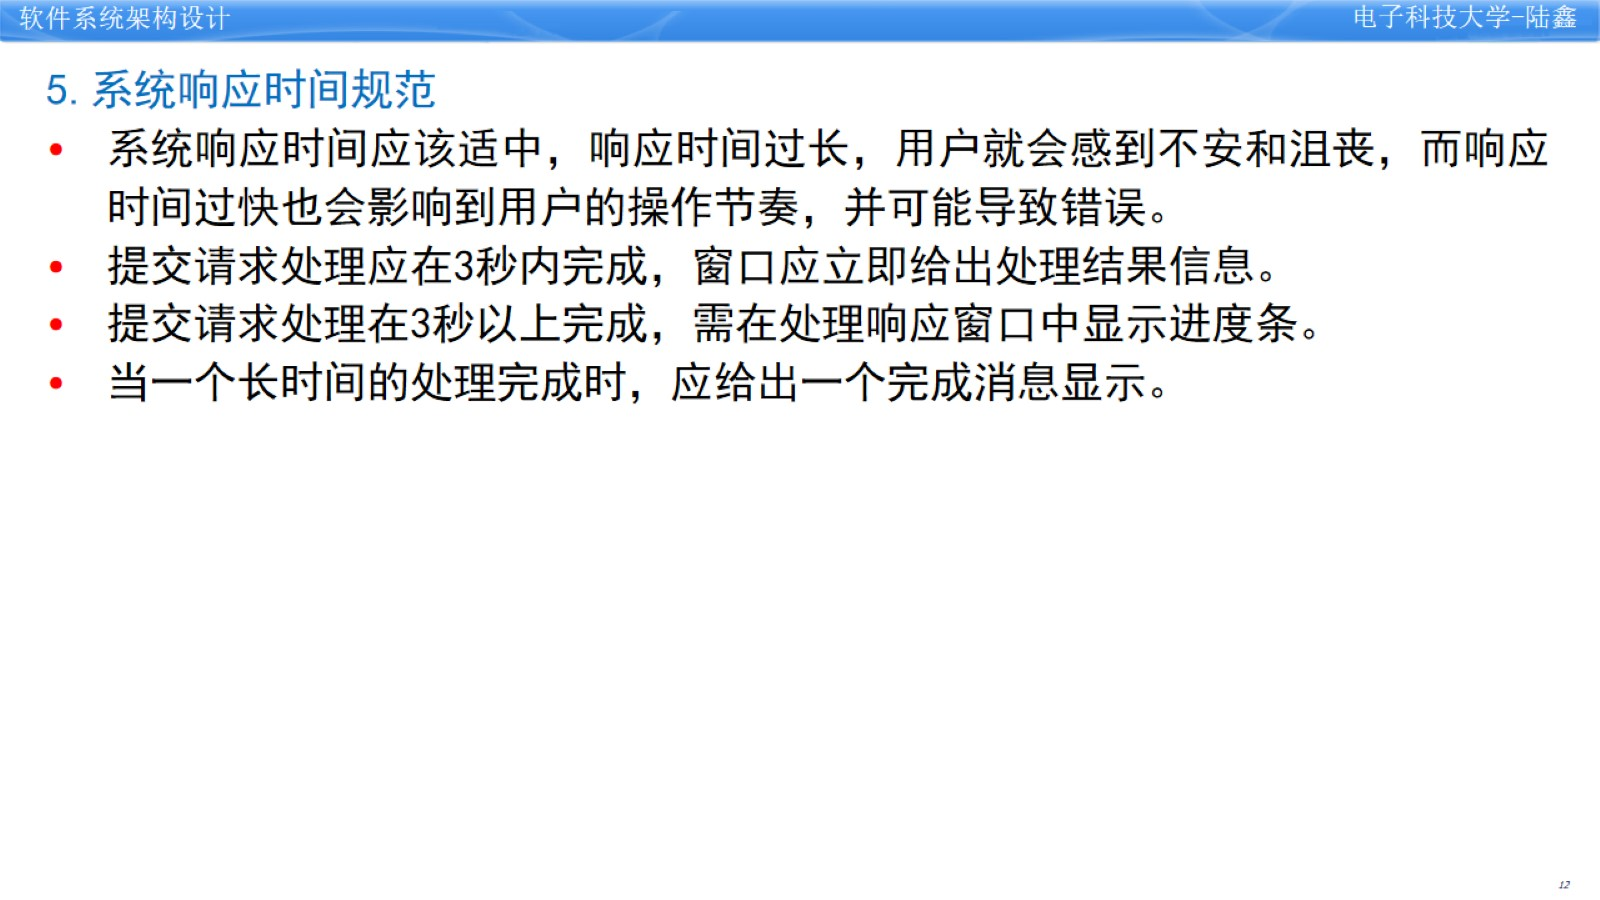 软件系统架构设计
电子科技大学-陆鑫
5. 系统响应时间规范
• 系统响应时间应该适中，响应时间过长，用户就会感到不安和沮丧，而响应
时间过快也会影响到用户的操作节奏，并可能导致错误。
• 提交请求处理应在3秒内完成，窗口应立即给出处理结果信息。
• 提交请求处理在3秒以上完成，需在处理响应窗口中显示进度条。
• 当一个长时间的处理完成时，应给出一个完成消息显示。
12